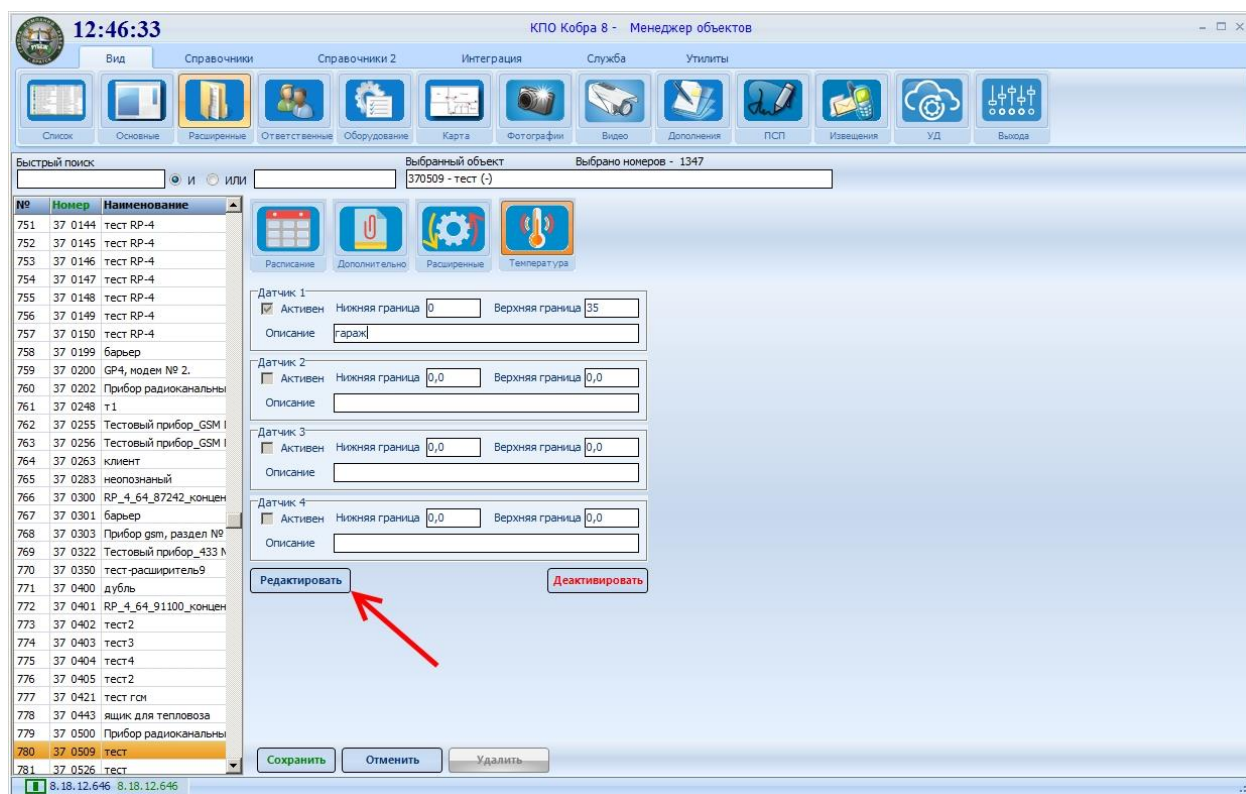 12:46:33
КПО Кобра 8 - Менеджер объектов
Вид Справочники Справочники 2 Интеграция Служба Утилиты
Список Основные Расширенные Ответственные Оборудование Карта Фотографии Видео Дополнения ПСП Извещения УД Выхода
Быстрый поиск Выбранный объект Выбрано номеров - 1347
и или 370509 - тест (-)
№ Номер Наименование
Расписание Дополнительно Расширенные Температура
751 37 0144 тест RP-4
752 37 0145 тест RP-4
753 37 0146 тест RP-4
754 37 0147 тест RP-4
755 37 0148 тест RP-4
756 37 0149 тест RP-4
757 37 0150 тест RP-4
758 37 0199 барьер
759 37 0200 GP4, модем № 2.
760 37 0202 Прибор радиоканальны
761 37 0248 т1
762 37 0255 Тестовый прибор_GSM
763 37 0256 Тестовый прибор_GSM
764 37 0263 клиент
765 37 0283 неопознаный
766 37 0300 RP_4_64_87242_концен
767 37 0301 барьер
768 37 0303 Прибор gsm, раздел №
769 37 0322 Тестовый прибор_433
770 37 0350 тест-расширитель9
771 37 0400 дубль
772 37 0401 RP_4_64_91100_концен
773 37 0402 тест2
774 37 0403 тест3
775 37 0404 тест4
776 37 0405 тест2
777 37 0421 тест гсм
778 37 0443 ящик для тепловоза
779 37 0500 Прибор радиоканальны
780 37 0509 тест
781 37 0526 тест
Датчик 1
Активен Нижняя граница 0 Верхняя граница 35
Описание гараж
Датчик 2
Активен Нижняя граница 0,0 Верхняя граница 0,0
Описание
Датчик 3
Активен Нижняя граница 0,0 Верхняя граница 0,0
Описание
Датчик 4
Активен Нижняя граница 0,0 Верхняя граница 0,0
Описание
Редактировать Деактивировать
Сохранить Отменить Удалить
8.18.12.646 8.18.12.646